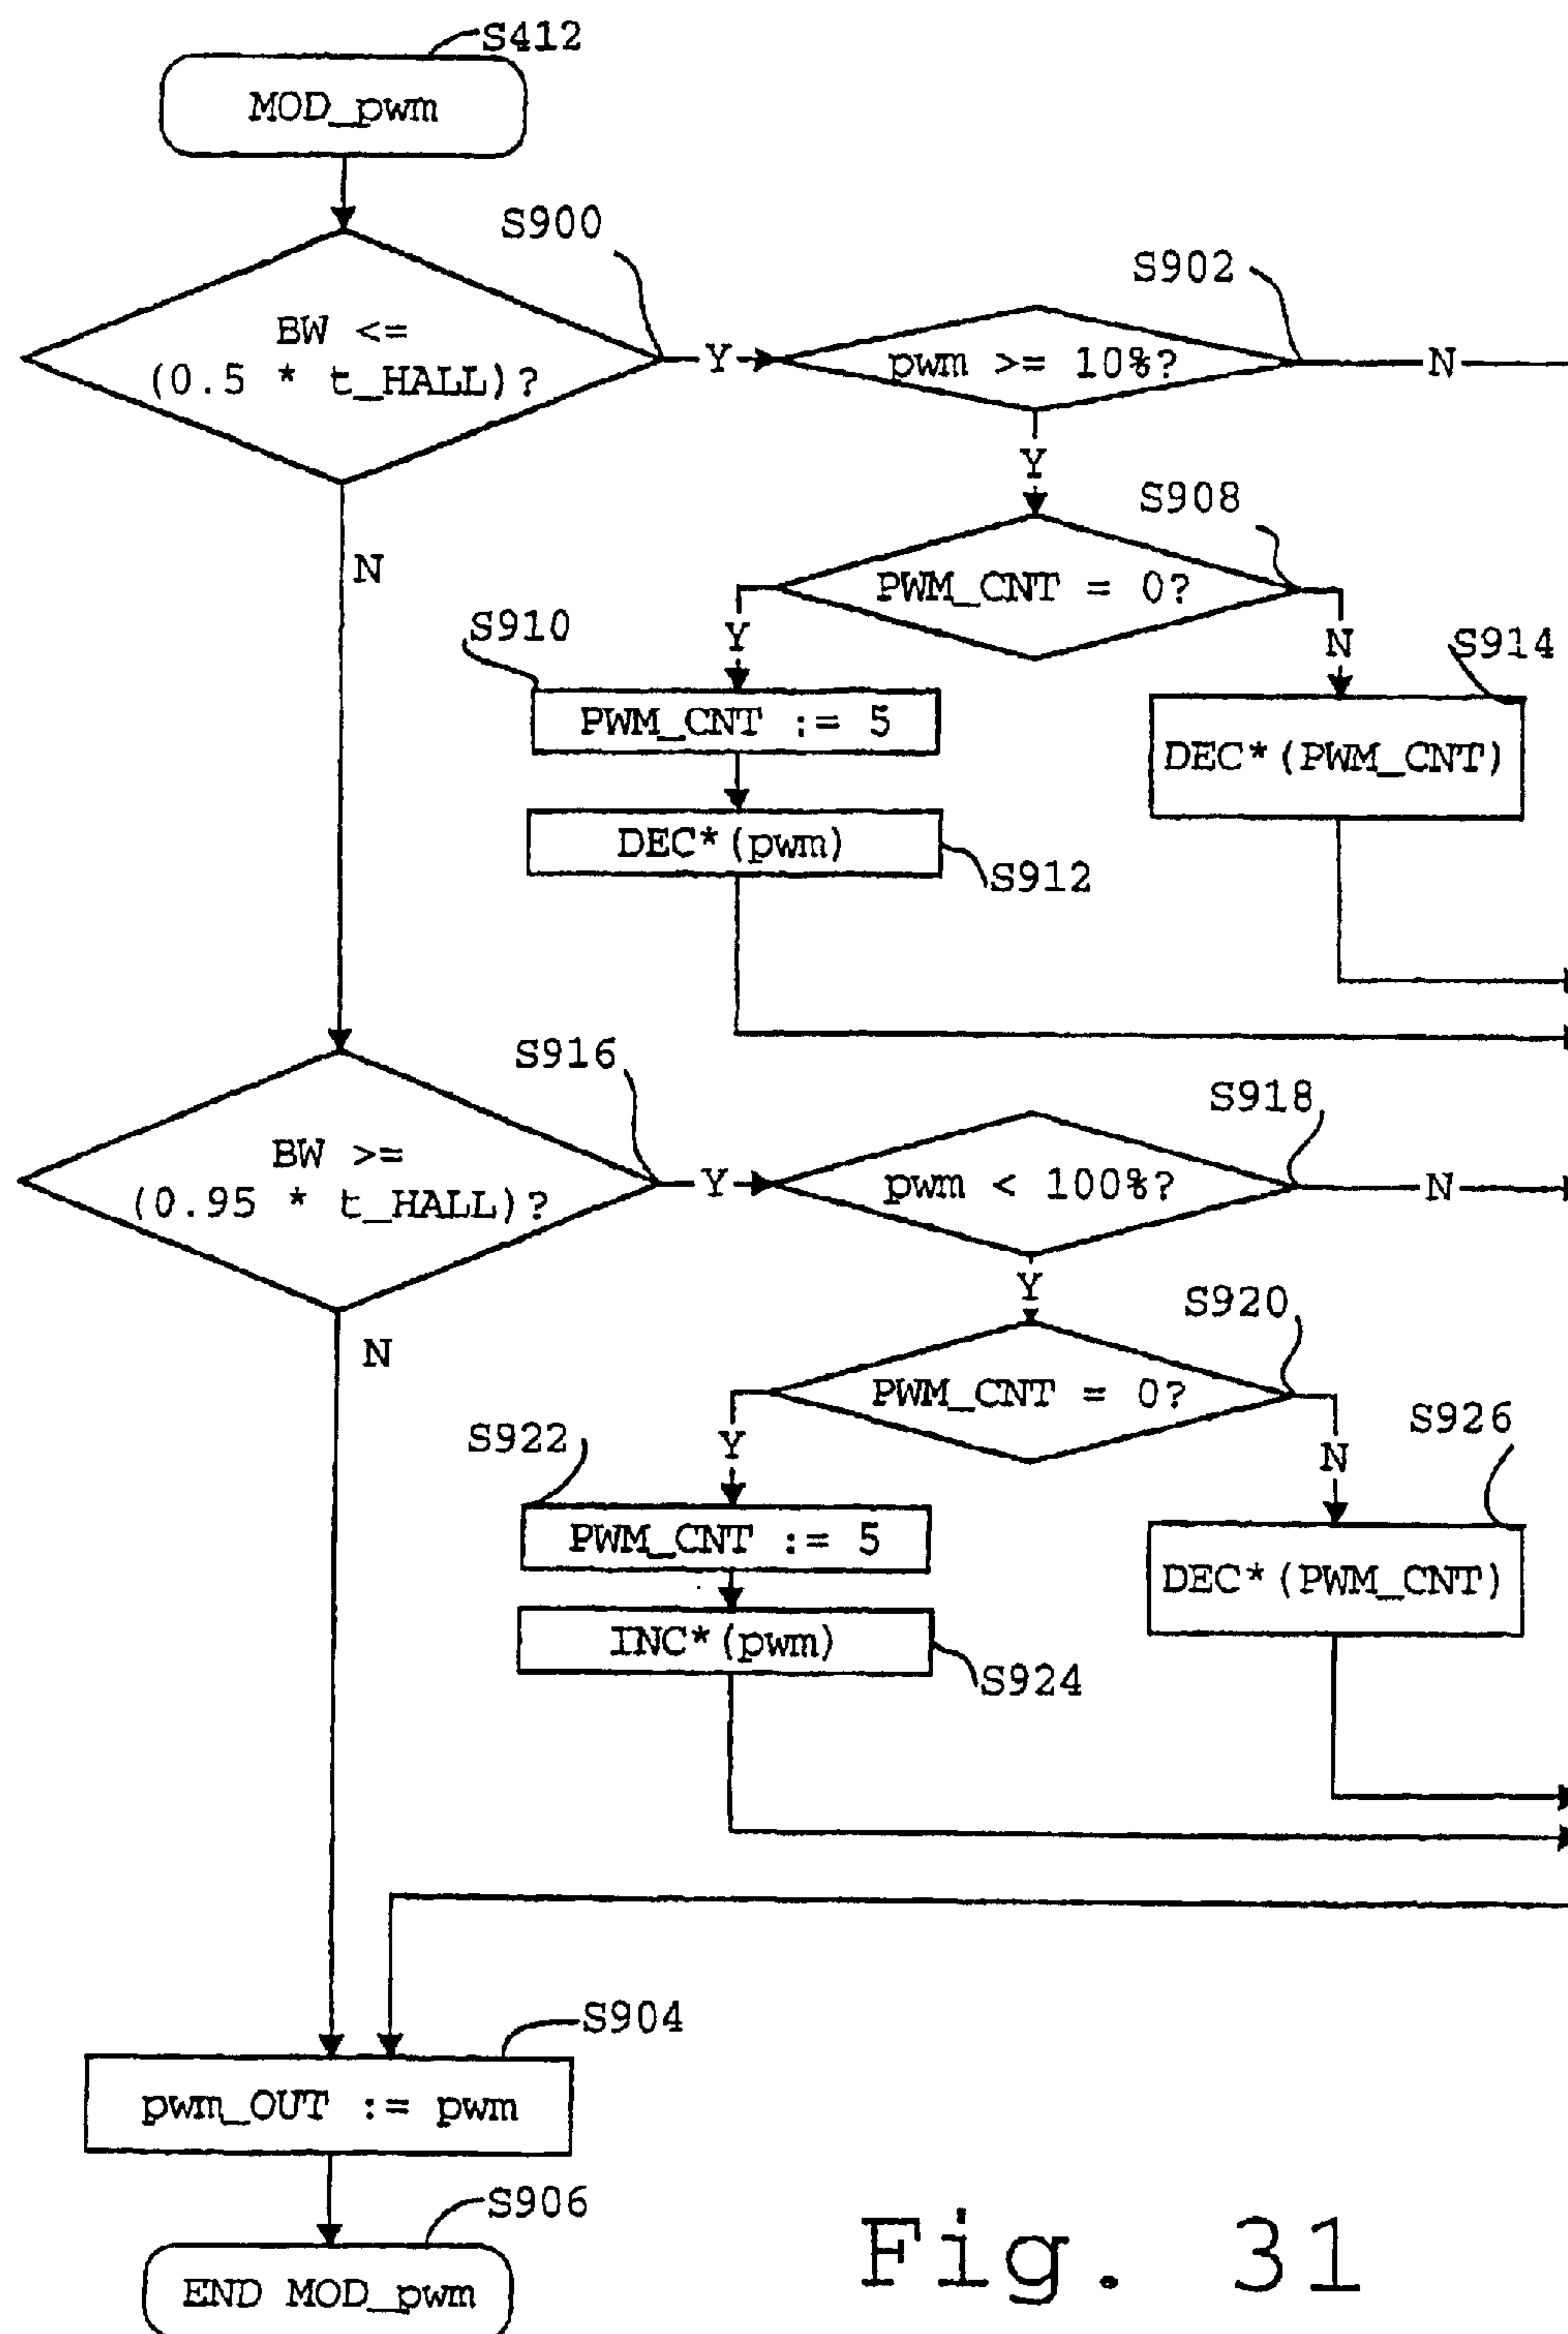 S412
MOD_pwm
S900
BW <=
(0.5 * t_HALL)?
Y
S902
pwm >= 10%?
N
Y
S908
PWM_CNT = 0?
N
Y
N
S910
PWM_CNT := 5
S914
DEC*(PWM_CNT)
DEC*(pwm)
S912
S916
BW >=
(0.95 * t_HALL)?
Y
S918
pwm < 100%?
N
Y
S920
PWM_CNT = 0?
N
Y
N
S922
PWM_CNT := 5
S926
DEC*(PWM_CNT)
INC*(pwm)
S924
S904
pwm_OUT := pwm
S906
END MOD_pwm
Fig. 31